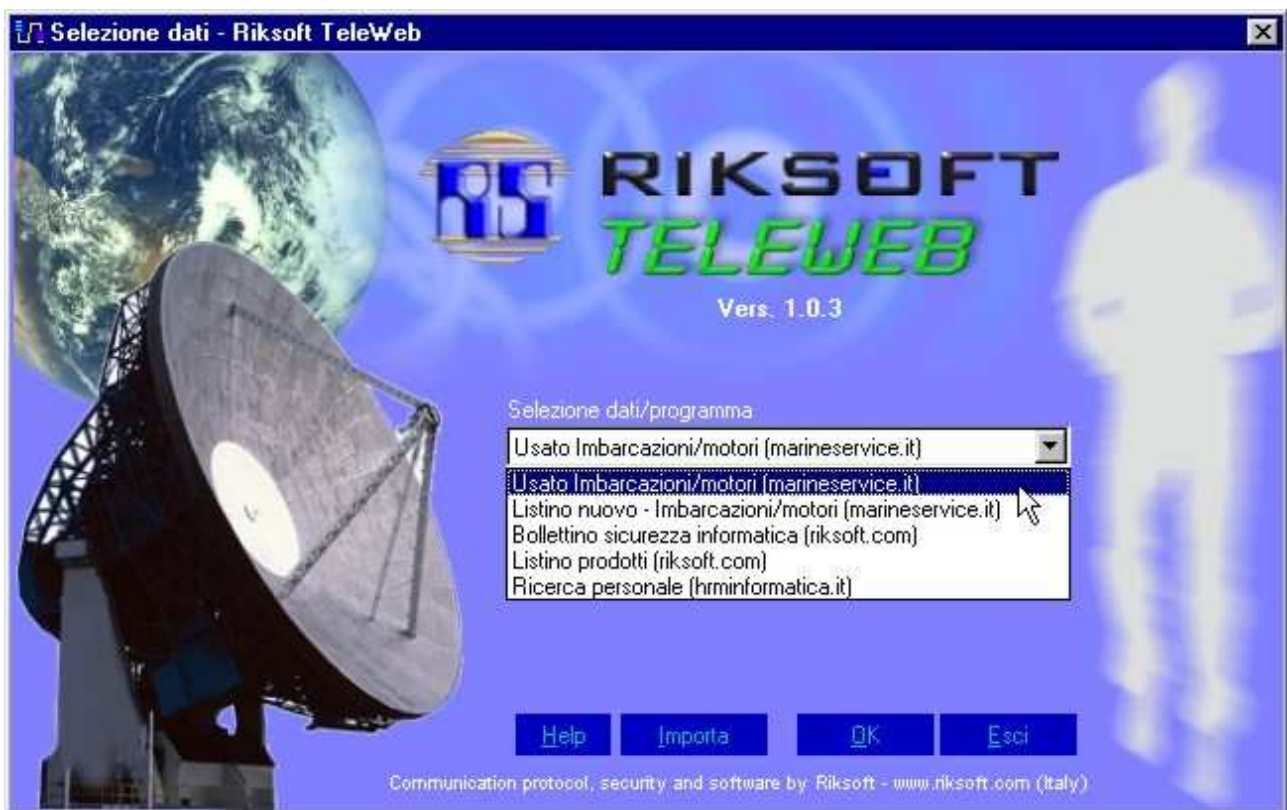 Selezione dati - Riksoft TeleWeb
RS RIKSOFT
TELEWEB
Vers. 1.0.3
Selezione dati/programma
Usato Imbarcazioni/motori (marineservice.it)
Usato Imbarcazioni/motori (marineservice.it)
Listino nuovo - Imbarcazioni/motori (marineservice.it)
Bollettino sicurezza informatica (riksoft.com)
Listino prodotti (riksoft.com)
Ricerca personale (hrminformatica.it)
Help Importa OK Esci
Communication protocol, security and software by Riksoft - www.riksoft.com (Italy)